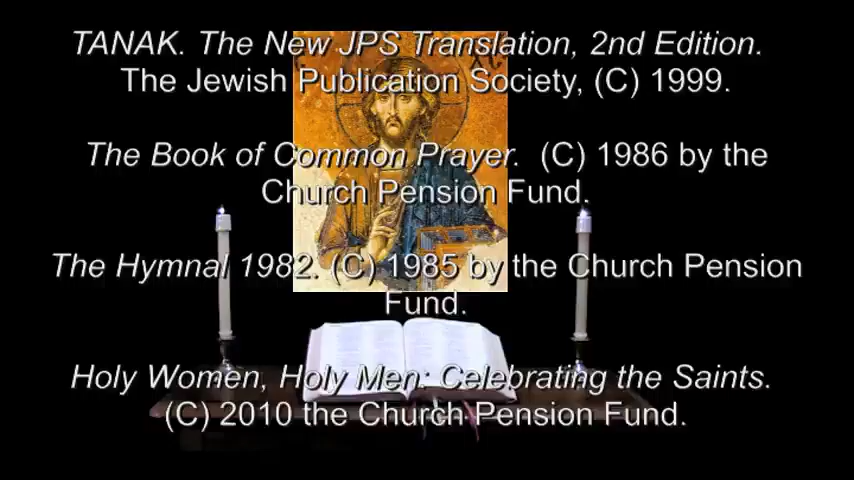 TANAK. The New JPS Translation, 2nd Edition.
The Jewish Publication Society, (C) 1999.
The Book of Common Prayer. (C) 1986 by the
Church Pension Fund.
The Hymnal 1982. (C) 1985 by the Church Pension
Fund.
Holy Women, Holy Men: Celebrating the Saints.
(C) 2010 the Church Pension Fund.